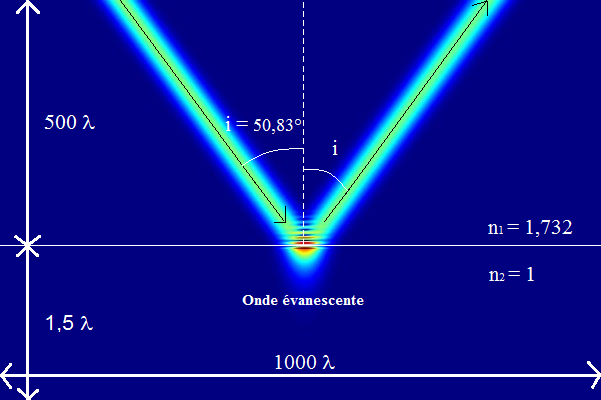 i = 50,83°
500 λ
i
n₁ = 1,732
n₂ = 1
Onde évanescente
1,5 λ
1000 λ